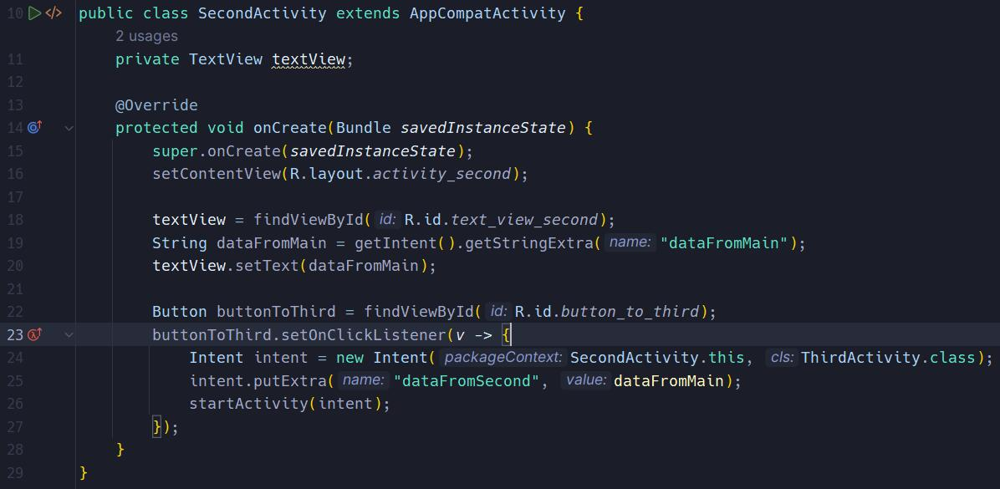 10 public class SecondActivity extends AppCompatActivity {
2 usages
11 private TextView textView;
12
13 @Override
14 protected void onCreate(Bundle savedInstanceState) {
15 super.onCreate(savedInstanceState);
16 setContentView(R.layout.activity_second);
17
18 textView = findViewById( id: R.id.text_view_second);
19 String dataFromMain = getIntent().getStringExtra( name: "dataFromMain");
20 textView.setText(dataFromMain);
21
22 Button buttonToThird = findViewById( id: R.id.button_to_third);
23 buttonToThird.setOnClickListener(v -> {
24 Intent intent = new Intent( packageContext: SecondActivity.this, cls: ThirdActivity.class);
25 intent.putExtra( name: "dataFromSecond", value: dataFromMain);
26 startActivity(intent);
27 });
28 }
29 }